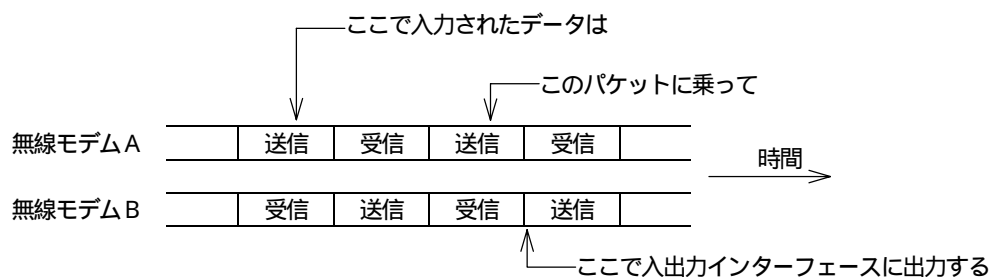 ここで入力されたデータは
このパケットに乗って
無線モデムA 送信 受信 送信 受信
時間
無線モデムB 受信 送信 受信 送信
ここで入出力インターフェースに出力する